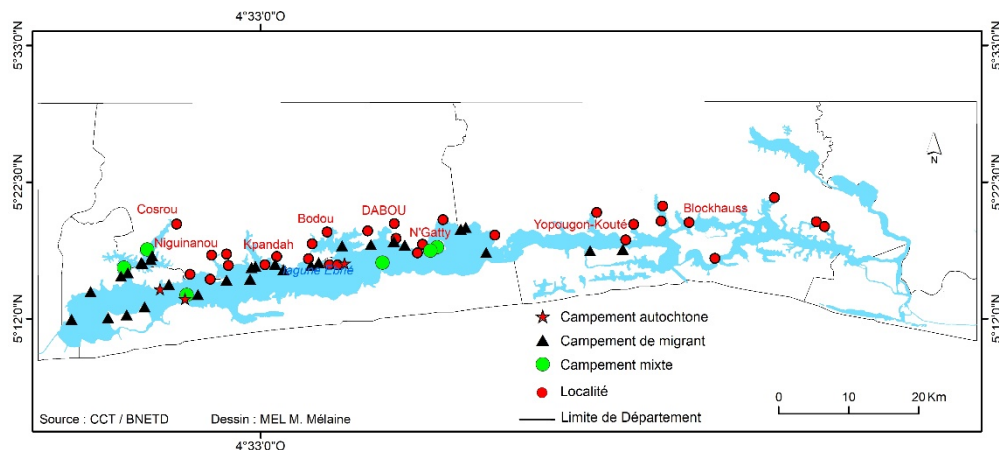 4°33'0"O
5°33'0"N
5°33'0"N
N
5°22'30"N
5°22'30"N
Cosrou
Bodou
DABOU
Blockhauss
Niguinanou
Kpandah
N'Gatty
Yopougon-Kouté
Lagune Ebrié
5°12'0"N
5°12'0"N
Campement autochtone
Campement de migrant
Campement mixte
Localité
Limite de Département
0 10 20 Km
Source : CCT / BNETD Dessin : MEL M. Mélaine
4°33'0"O